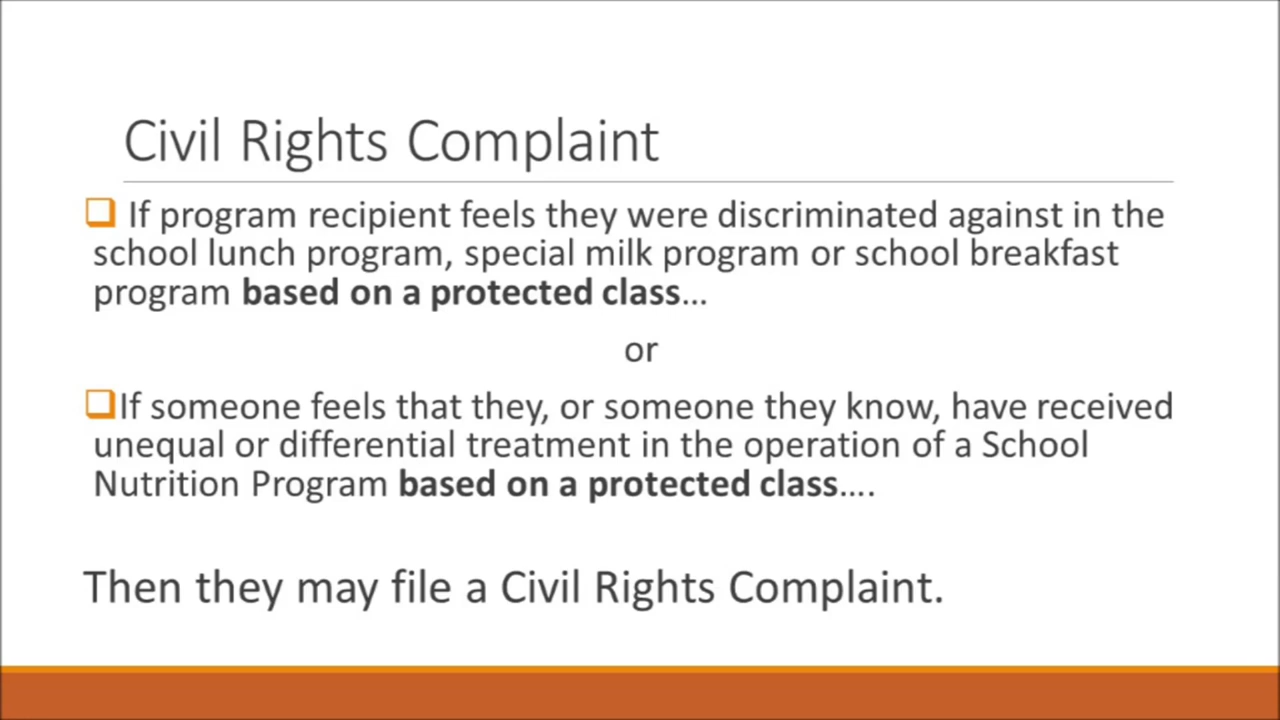 Civil Rights Complaint
If program recipient feels they were discriminated against in the
school lunch program, special milk program or school breakfast
program based on a protected class…
or
If someone feels that they, or someone they know, have received
unequal or differential treatment in the operation of a School
Nutrition Program based on a protected class….
Then they may file a Civil Rights Complaint.